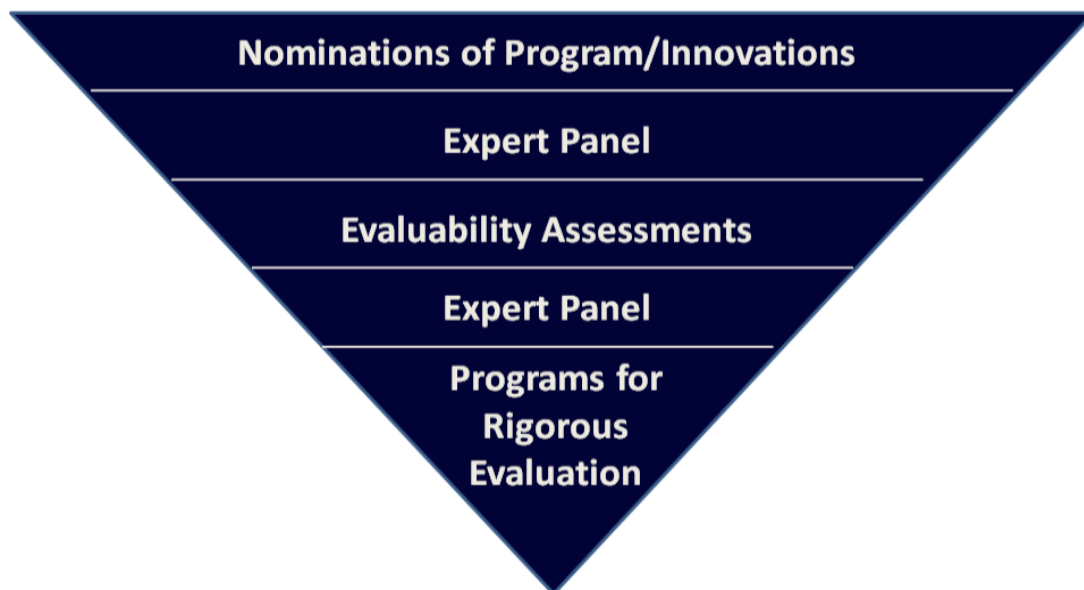 Nominations of Program/Innovations
Expert Panel
Evaluability Assessments
Expert Panel
Programs for
Rigorous
Evaluation